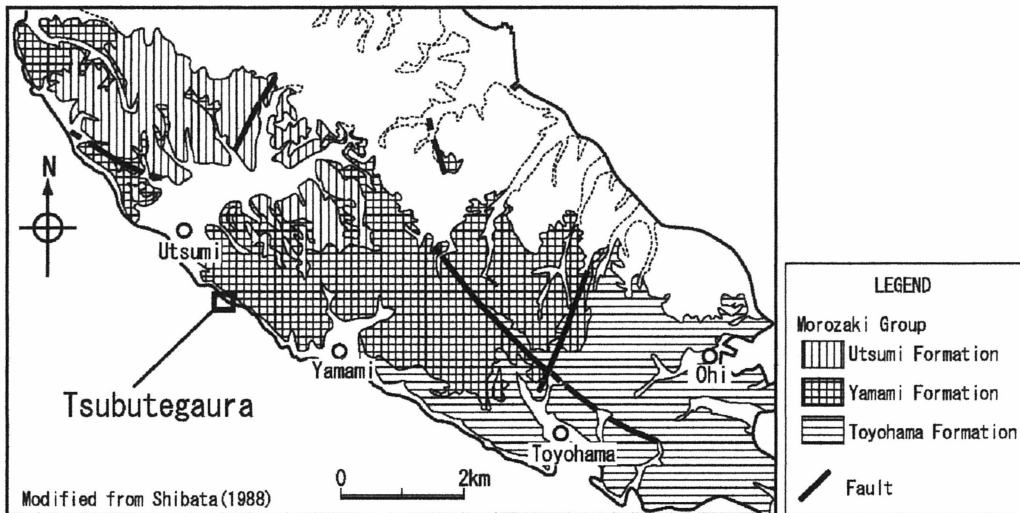 N
Utsumi
Tsubutegaura
Yamami
Toyohama
Ohi
0 2km
Modified from Shibata(1988)
LEGEND
Morozaki Group
Utsumi Formation
Yamami Formation
Toyohama Formation
Fault